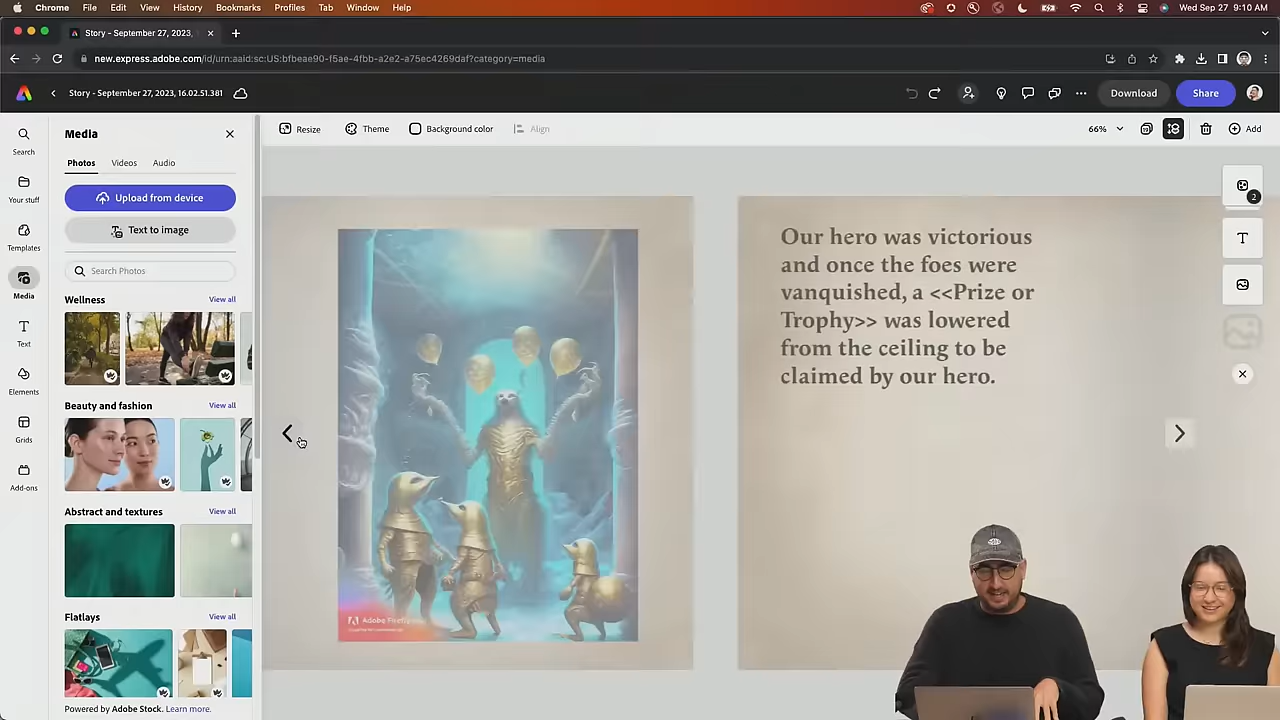 Chrome File Edit View History Bookmarks Profiles Tab Window Help Wed Sep 27 9:10 AM
Story - September 27, 2023,
new.express.adobe.com/id/urn:aaid:sc:US:bfbeae90-f5ae-4fbb-a2e2-a75ec4269daf?category=media
Story - September 27, 2023, 16.02.51.381
Download
Share
Search
Your stuff
Templates
Media
Text
Elements
Grids
Add-ons
Media
Photos Videos Audio
Upload from device
Text to image
Search Photos
Wellness View all
Beauty and fashion View all
Abstract and textures View all
Flatlays View all
Powered by Adobe Stock. Learn more.
Resize Theme Background color Align 66% Add
2
T
Adobe Firefly
Our hero was victorious
and once the foes were
vanquished, a <<Prize or
Trophy>> was lowered
from the ceiling to be
claimed by our hero.